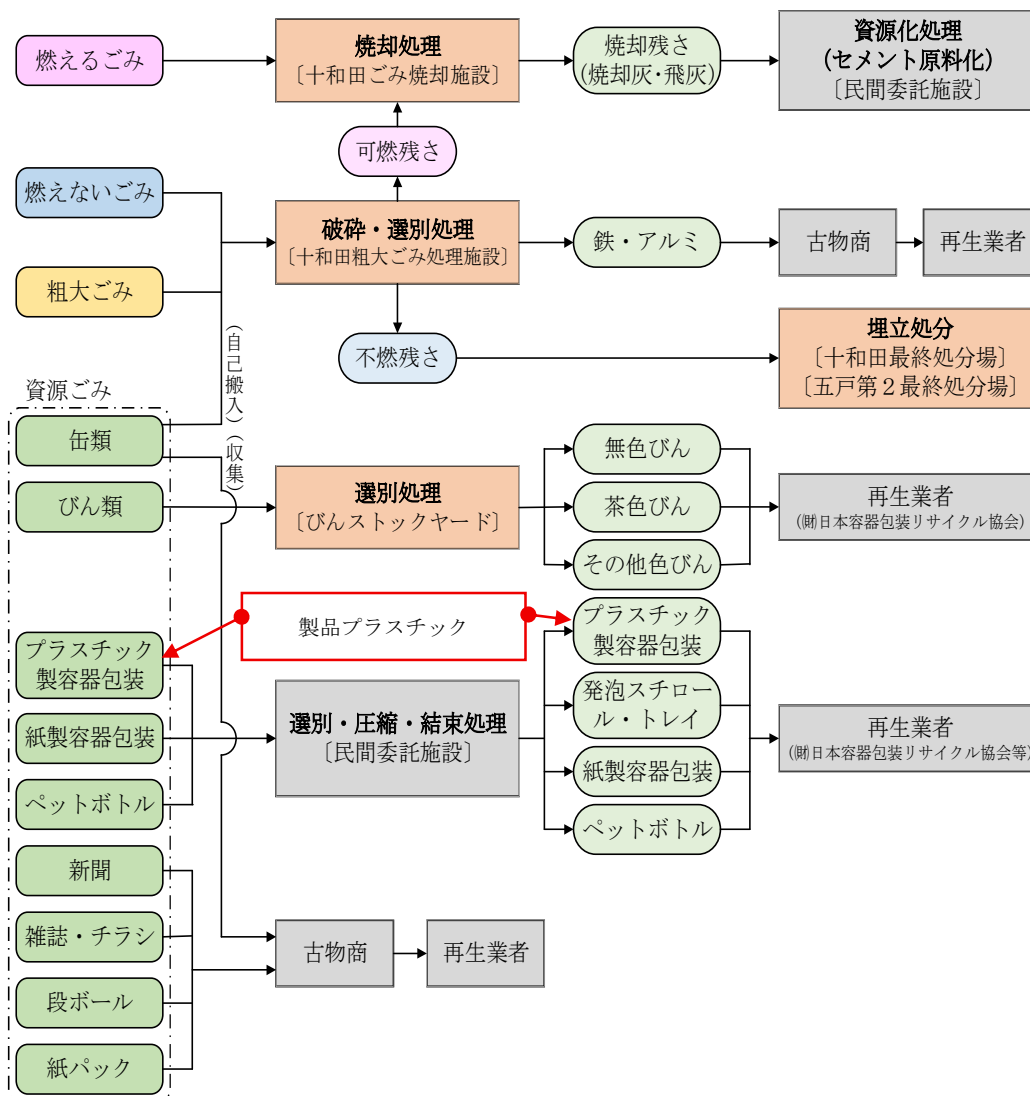 燃えるごみ
焼却処理
〔十和田ごみ焼却施設〕
焼却残さ
(焼却灰・飛灰)
資源化処理
(セメント原料化)
〔民間委託施設〕
可燃残さ
燃えないごみ
破砕・選別処理
〔十和田粗大ごみ処理施設〕
鉄・アルミ
古物商
再生業者
粗大ごみ
(自己搬入)
不燃残さ
埋立処分
〔十和田最終処分場〕
〔五戸第２最終処分場〕
資源ごみ
缶類
(収集)
びん類
選別処理
〔びんストックヤード〕
無色びん
茶色びん
その他色びん
再生業者
(㈶日本容器包装リサイクル協会)
製品プラスチック
プラスチック
製容器包装
プラスチック
製容器包装
紙製容器包装
選別・圧縮・結束処理
〔民間委託施設〕
発泡スチロー
ル・トレイ
紙製容器包装
再生業者
(㈶日本容器包装リサイクル協会等)
ペットボトル
ペットボトル
新聞
雑誌・チラシ
古物商
再生業者
段ボール
紙パック